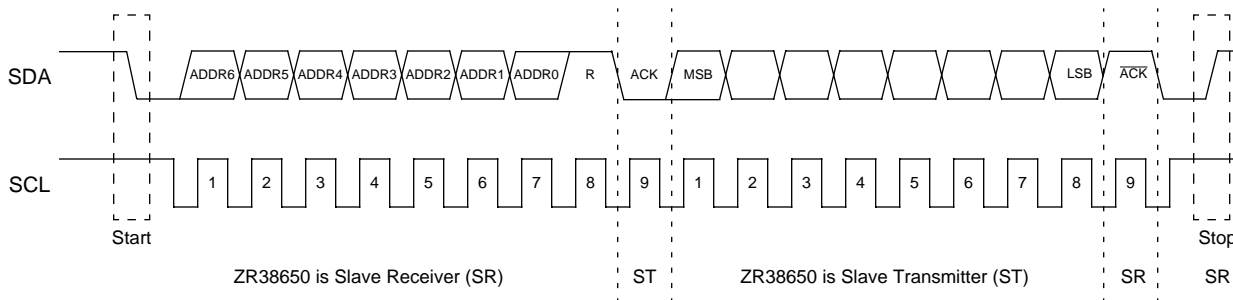 SDA
ADDR6 ADDR5 ADDR4 ADDR3 ADDR2 ADDR1 ADDR0 R ACK MSB LSB A̅C̅K̅
SCL
1 2 3 4 5 6 7 8 9 1 2 3 4 5 6 7 8 9
Start Stop
ZR38650 is Slave Receiver (SR) ST ZR38650 is Slave Transmitter (ST) SR SR